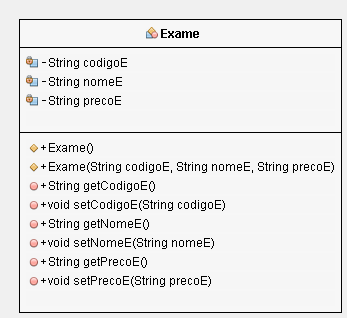 Exame
-String codigoE
-String nomeE
-String precoE
+Exame()
+Exame(String codigoE, String nomeE, String precoE)
+String getCodigoE()
+void setCodigoE(String codigoE)
+String getNomeE()
+void setNomeE(String nomeE)
+String getPrecoE()
+void setPrecoE(String precoE)